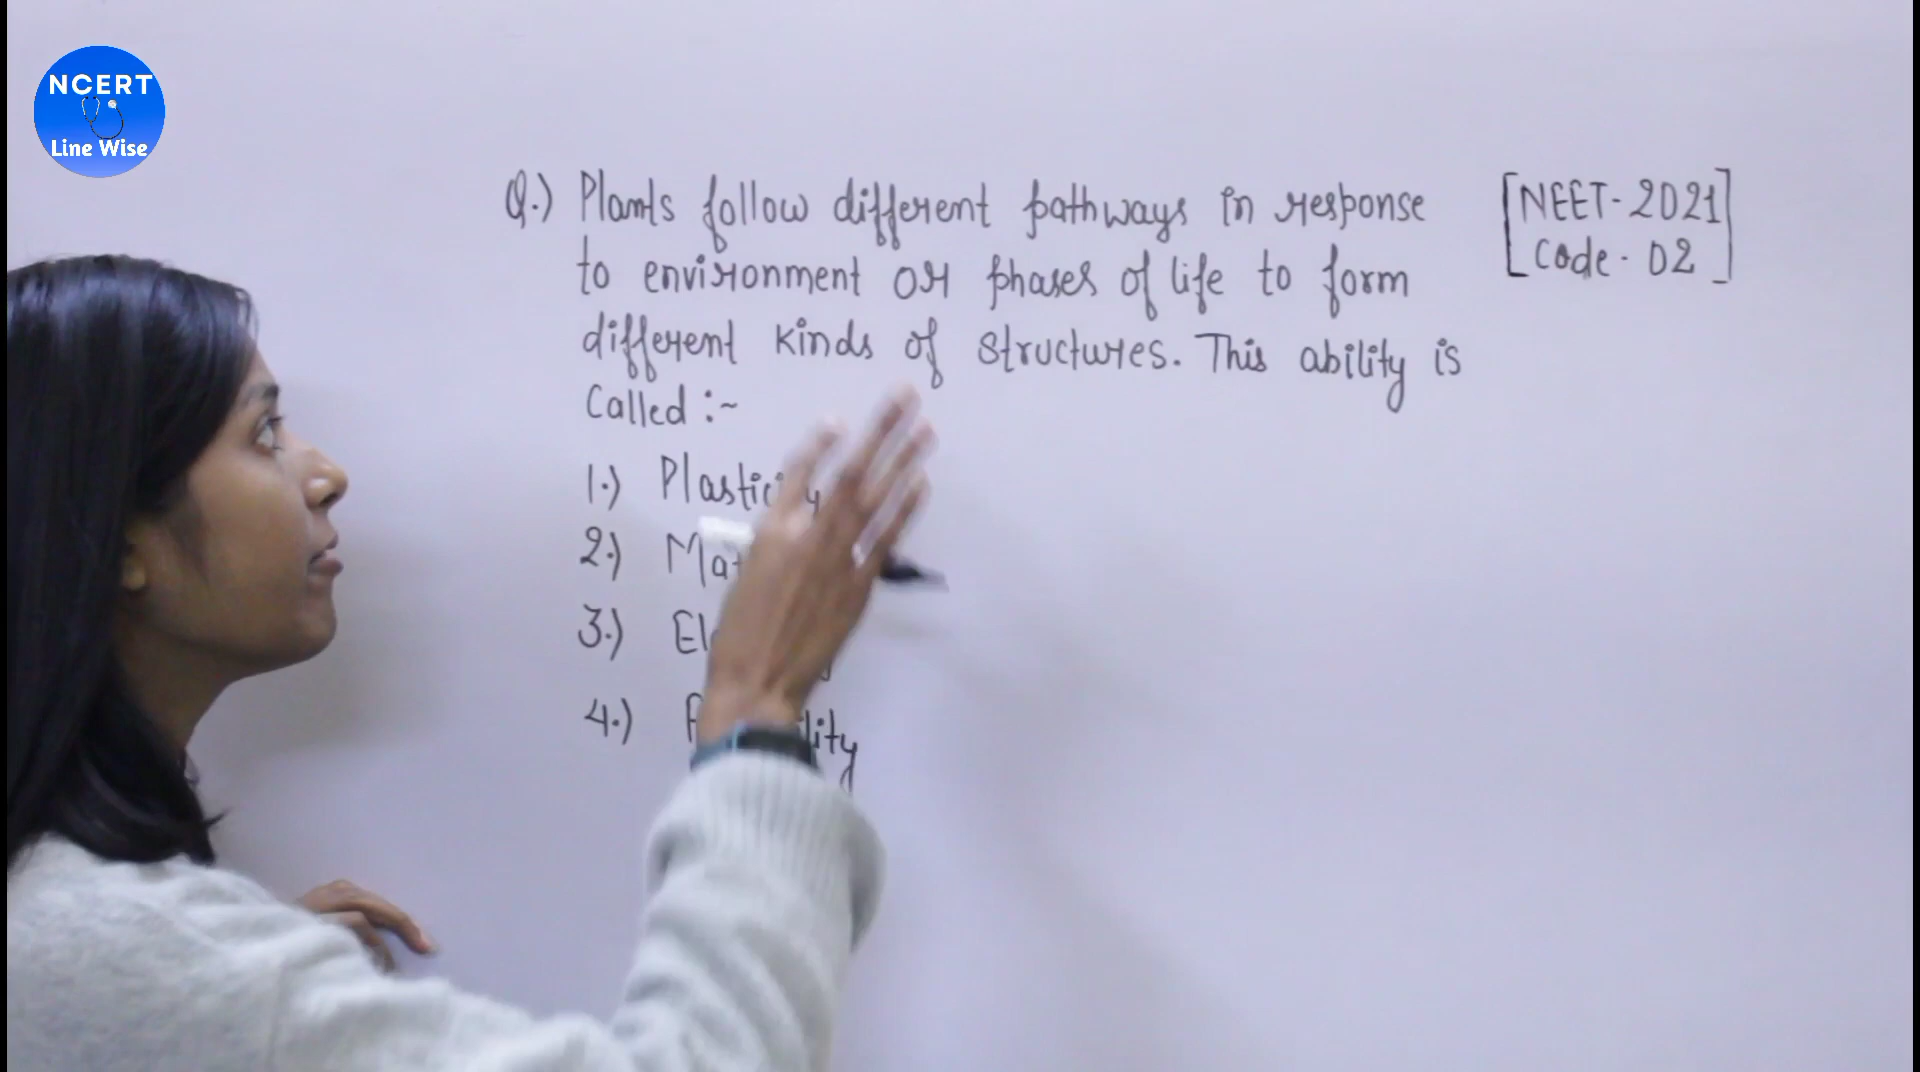 NCERT
Line Wise
Q.) Plants follow different pathways in response
to environment or phases of life to form
different kinds of structures. This ability is
Called :~
1.) Plasticity
2.)
3.)
4.)
[NEET-2021
Code - 02]